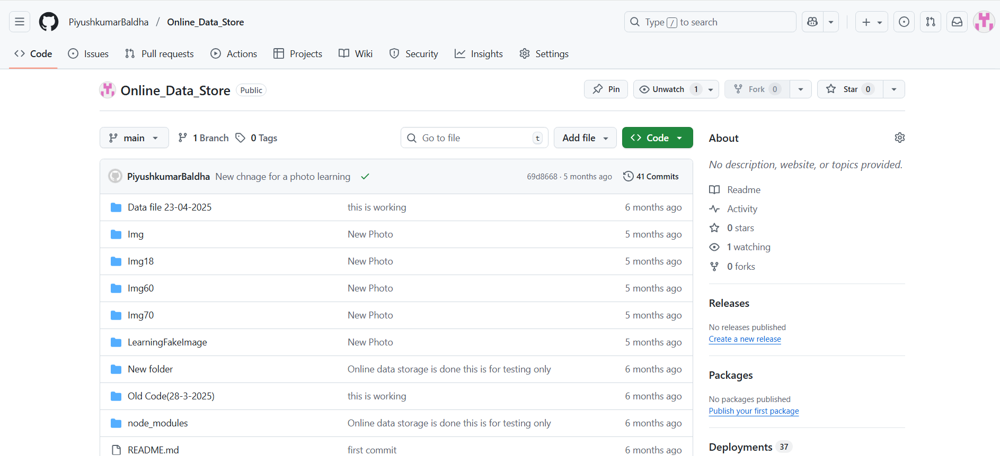 PiyushkumarBaldha / Online_Data_Store
Type / to search
Code
Issues
Pull requests
Actions
Projects
Wiki
Security
Insights
Settings
Online_Data_Store Public
Pin
Unwatch 1
Fork 0
Star 0
main
1 Branch
0 Tags
Go to file t
Add file
Code
PiyushkumarBaldha New chnage for a photo learning 69d8668 · 5 months ago 41 Commits
Data file 23-04-2025 this is working 6 months ago
Img New Photo 5 months ago
Img18 New Photo 5 months ago
Img60 New Photo 5 months ago
Img70 New Photo 5 months ago
LearningFakeImage New Photo 5 months ago
New folder Online data storage is done this is for testing only 6 months ago
Old Code(28-3-2025) this is working 6 months ago
node_modules Online data storage is done this is for testing only 6 months ago
README.md first commit 6 months ago
About
No description, website, or topics provided.
Readme
Activity
0 stars
1 watching
0 forks
Releases
No releases published
Create a new release
Packages
No packages published
Publish your first package
Deployments 37